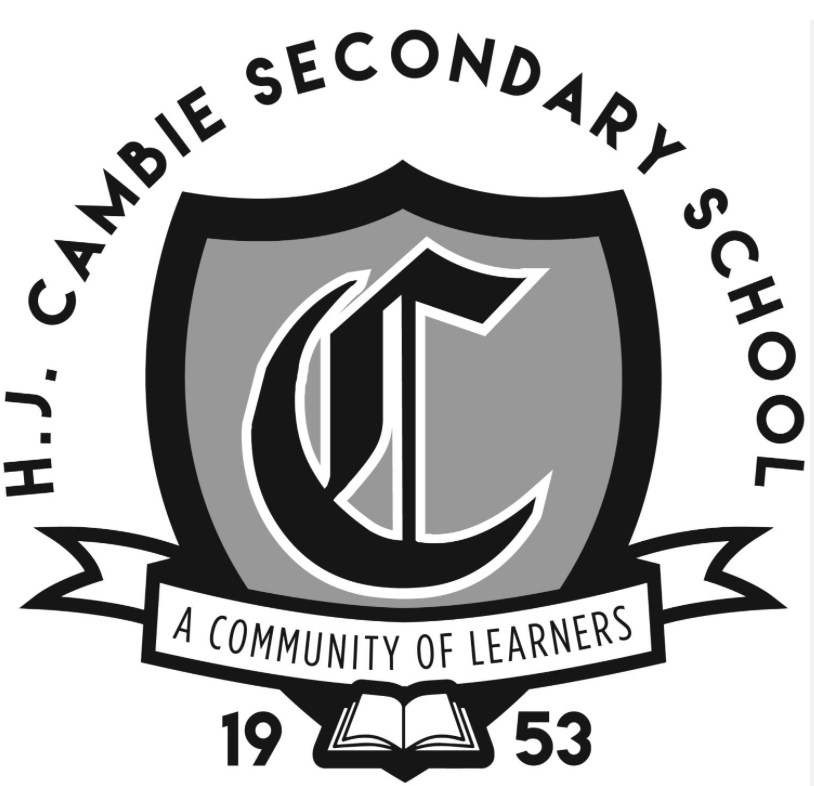 H.J. CAMBIE SECONDARY SCHOOL
C
A COMMUNITY OF LEARNERS
19 53